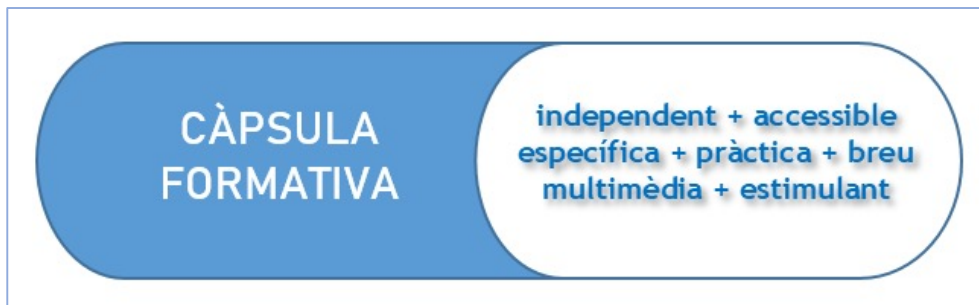 CÀPSULA
FORMATIVA
independent + accessible
específica + pràctica + breu
multimèdia + estimulant